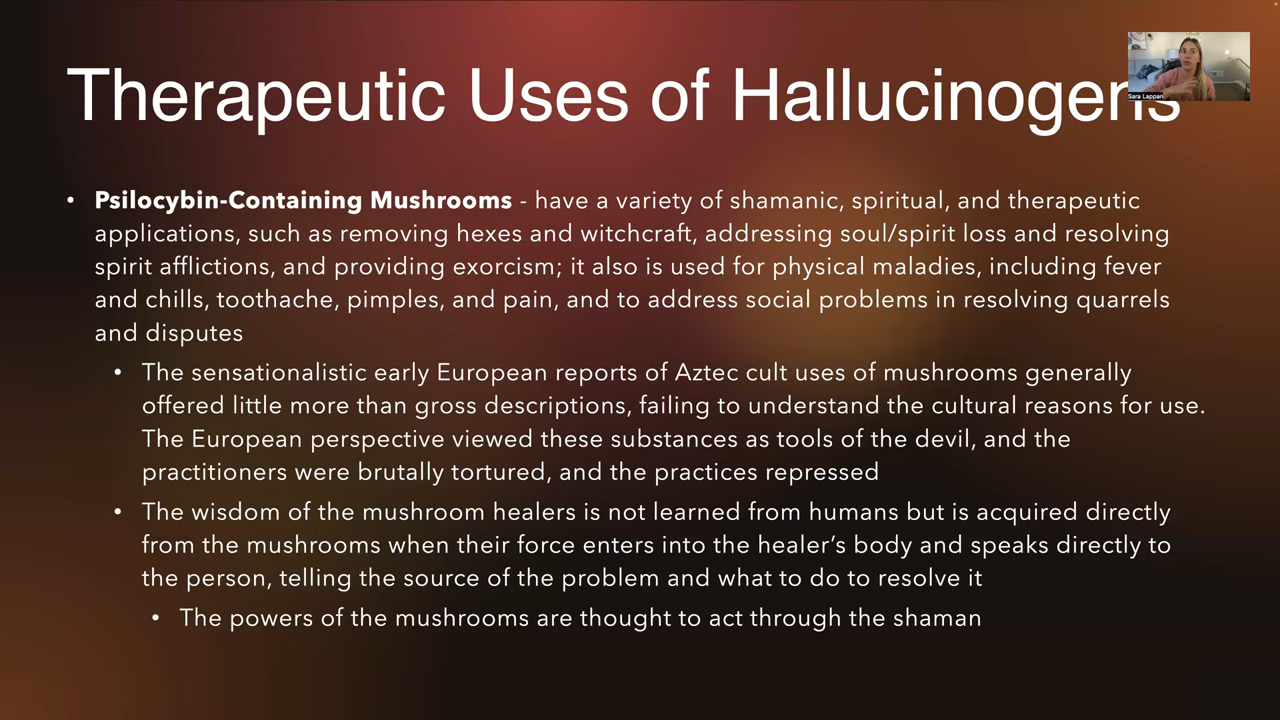 Therapeutic Uses of Hallucinogens
Sara Lappan
• Psilocybin-Containing Mushrooms - have a variety of shamanic, spiritual, and therapeutic
applications, such as removing hexes and witchcraft, addressing soul/spirit loss and resolving
spirit afflictions, and providing exorcism; it also is used for physical maladies, including fever
and chills, toothache, pimples, and pain, and to address social problems in resolving quarrels
and disputes
• The sensationalistic early European reports of Aztec cult uses of mushrooms generally
offered little more than gross descriptions, failing to understand the cultural reasons for use.
The European perspective viewed these substances as tools of the devil, and the
practitioners were brutally tortured, and the practices repressed
• The wisdom of the mushroom healers is not learned from humans but is acquired directly
from the mushrooms when their force enters into the healer’s body and speaks directly to
the person, telling the source of the problem and what to do to resolve it
• The powers of the mushrooms are thought to act through the shaman